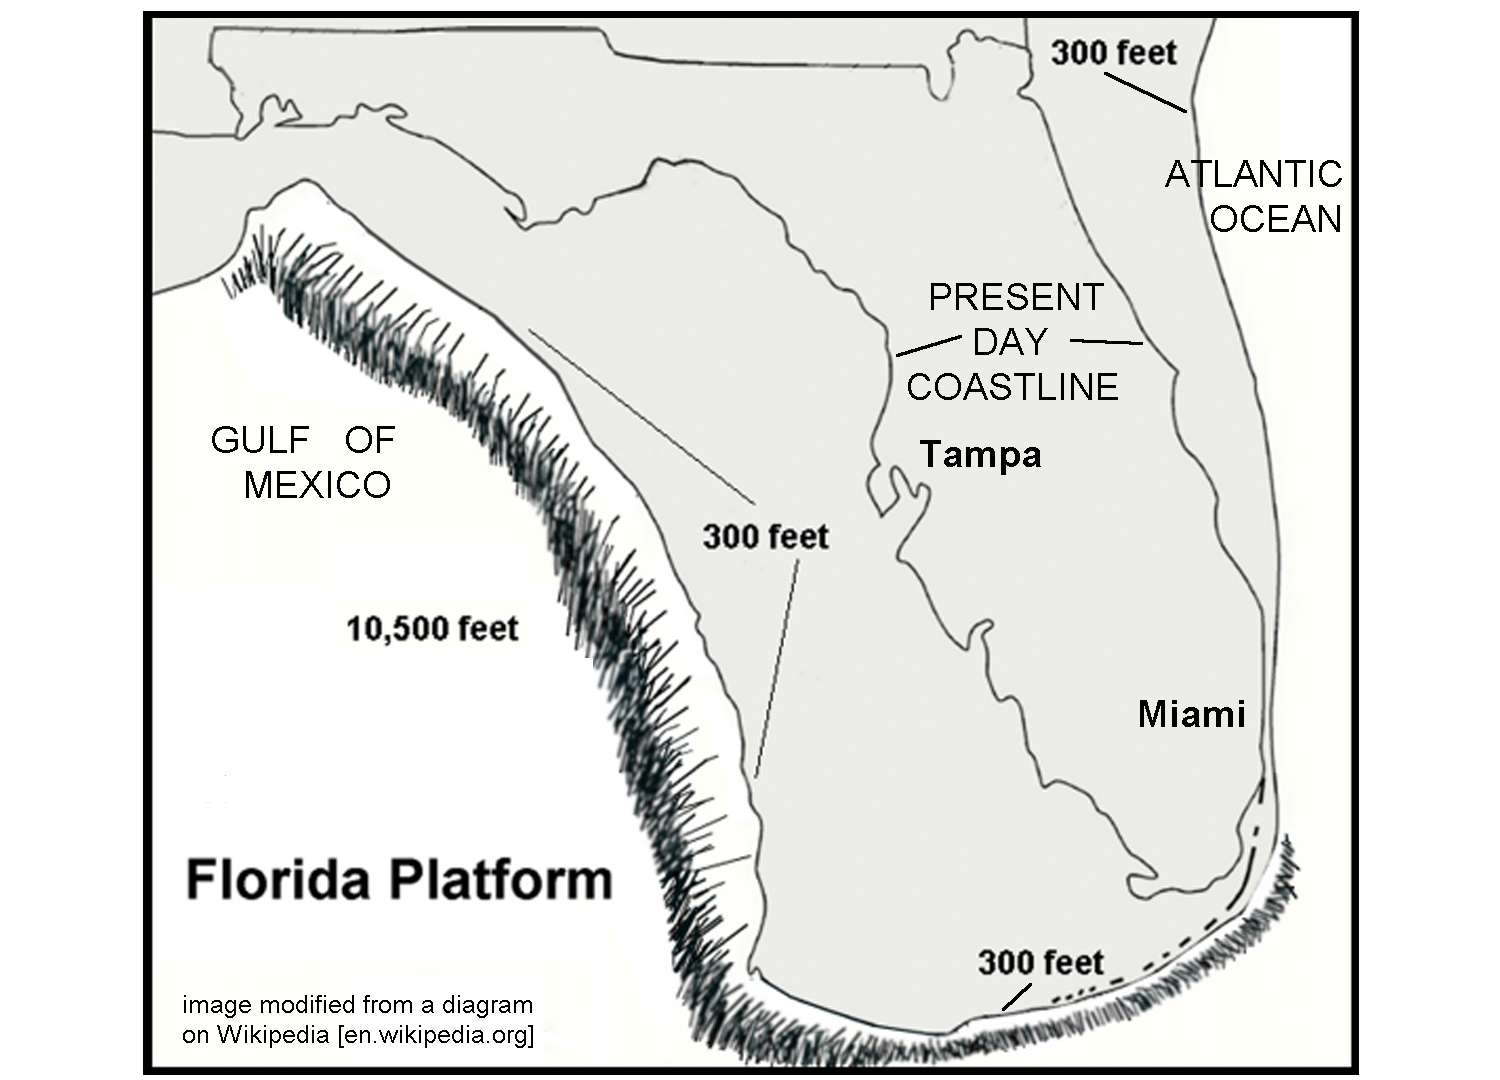 300 feet
ATLANTIC
OCEAN
PRESENT
DAY
COASTLINE
GULF OF
MEXICO
Tampa
300 feet
10,500 feet
Miami
Florida Platform
300 feet
image modified from a diagram
on Wikipedia [en.wikipedia.org]